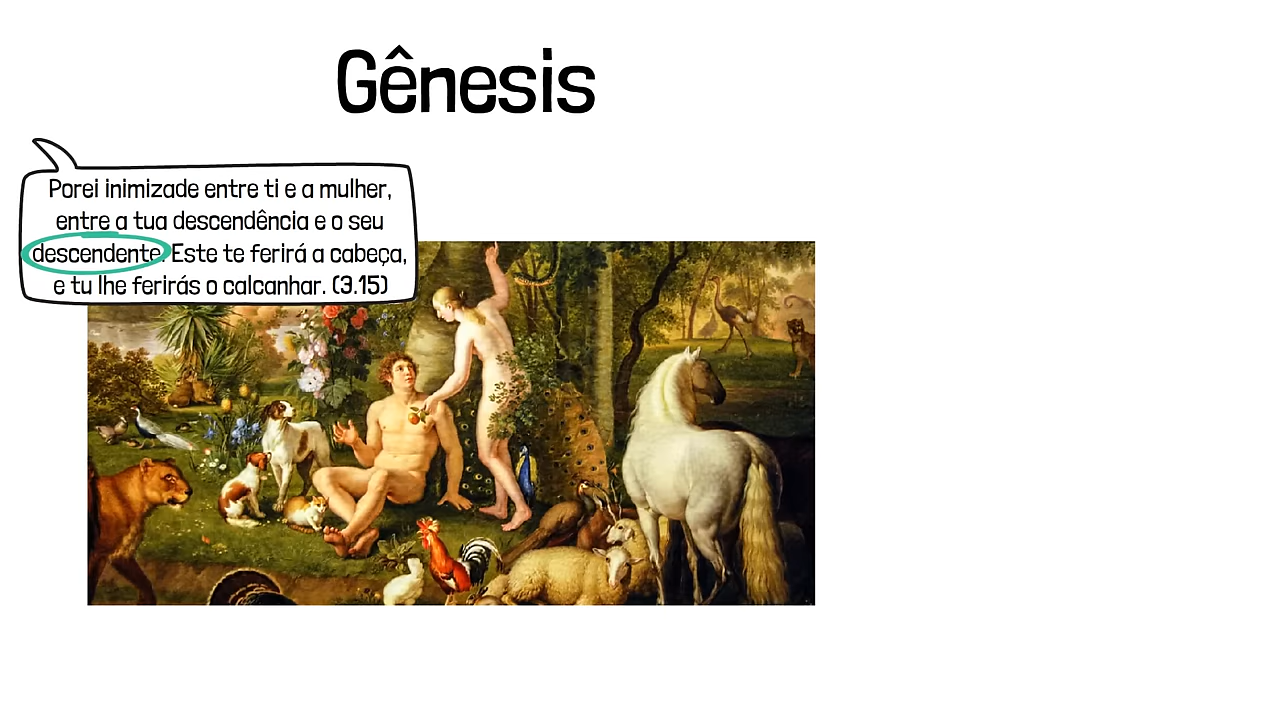 Gênesis
Porei inimizade entre ti e a mulher,
entre a tua descendência e o seu
descendente. Este te ferirá a cabeça,
e tu lhe ferirás o calcanhar. (3.15)